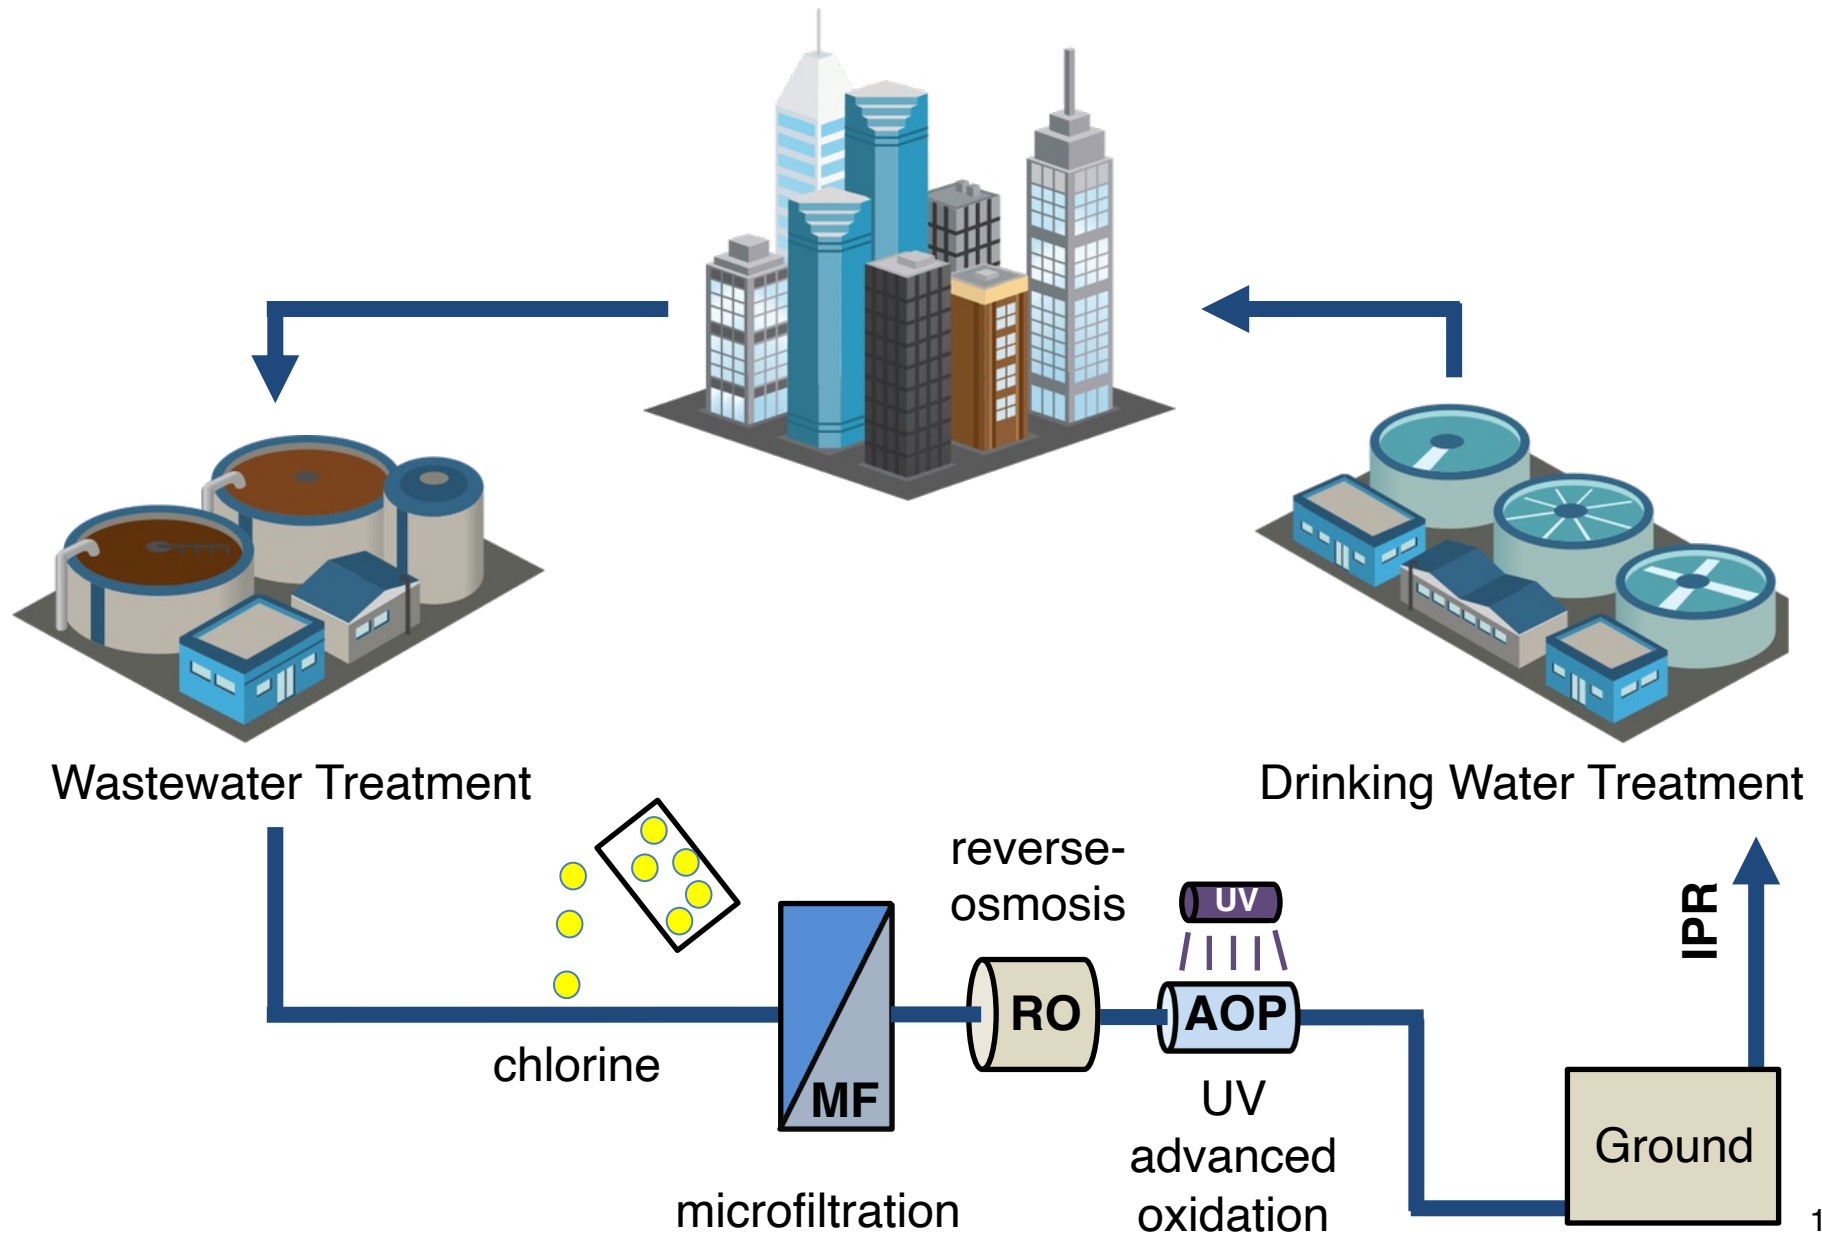 Wastewater Treatment
Drinking Water Treatment
reverse-
osmosis
UV
IPR
RO
AOP
chlorine
MF
UV
advanced
oxidation
Ground
microfiltration
1